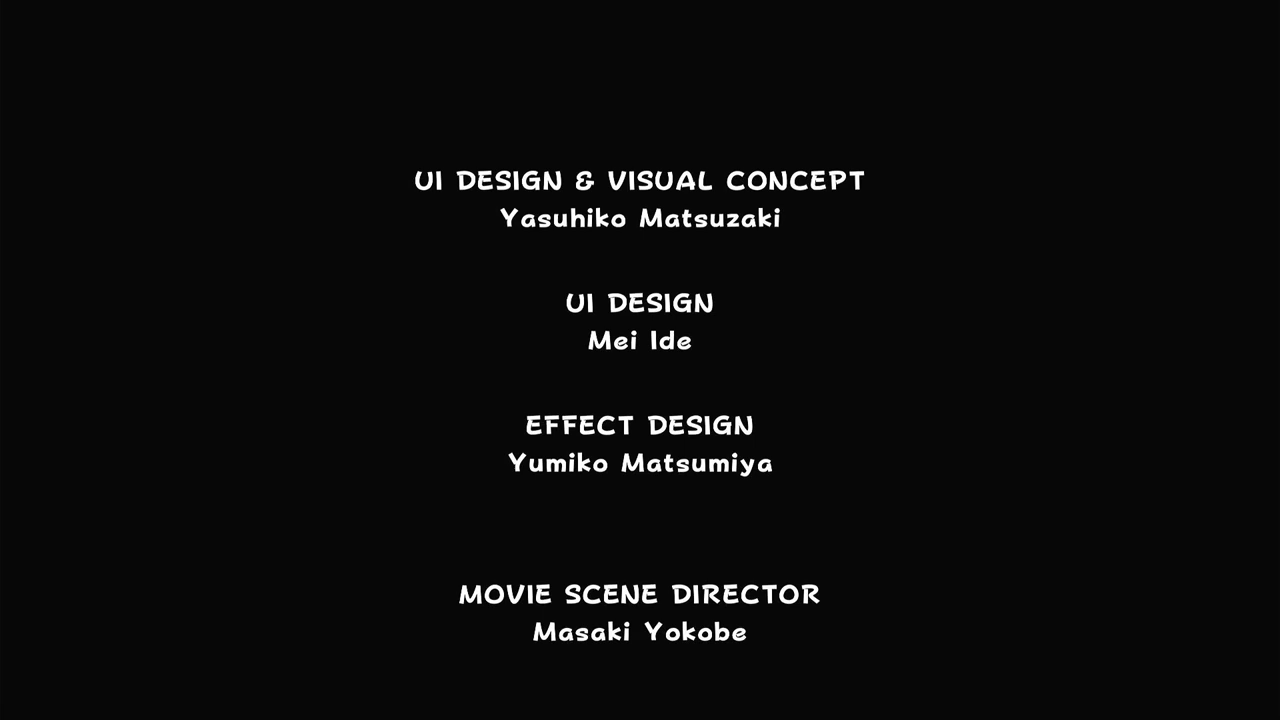 UI DESIGN & VISUAL CONCEPT
Yasuhiko Matsuzaki
UI DESIGN
Mei Ide
EFFECT DESIGN
Yumiko Matsumiya
MOVIE SCENE DIRECTOR
Masaki Yokobe